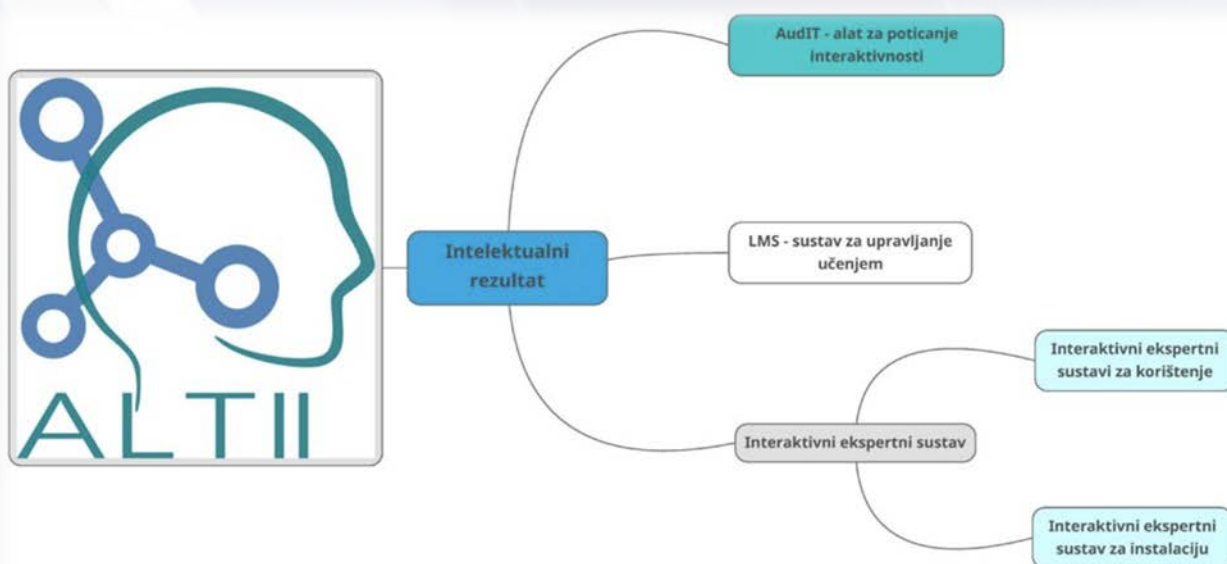 AudIT - alat za poticanje
interaktivnosti
ALTII
Intelektualni
rezultat
LMS - sustav za upravljanje
učenjem
Interaktivni ekspertni sustav
Interaktivni ekspertni
sustavi za korištenje
Interaktivni ekspertni
sustav za instalaciju